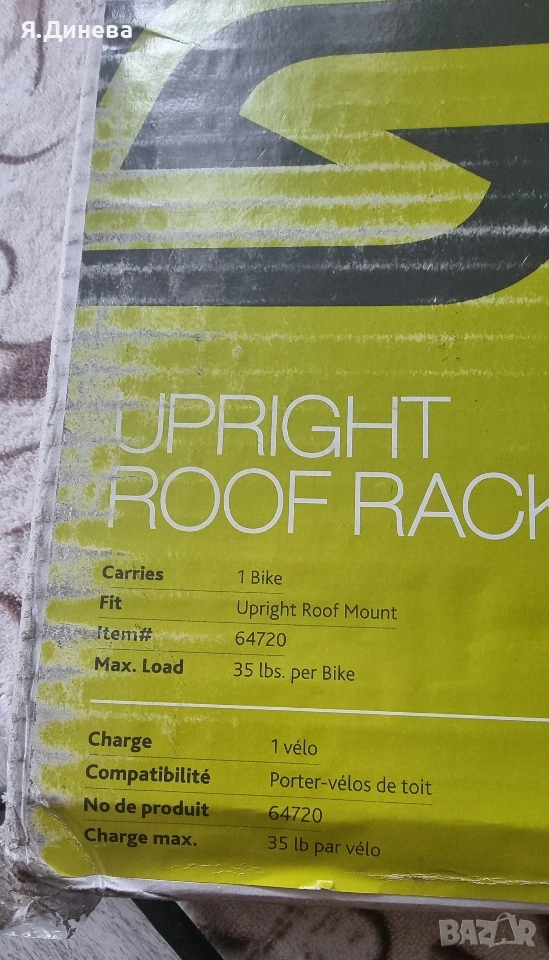 Я.Динева
UPRIGHT
ROOF RACK
Carries 1 Bike
Fit Upright Roof Mount
Item# 64720
Max. Load 35 lbs. per Bike
Charge 1 vélo
Compatibilité Porter-vélos de toit
No de produit 64720
Charge max. 35 lb par vélo
BAZAR